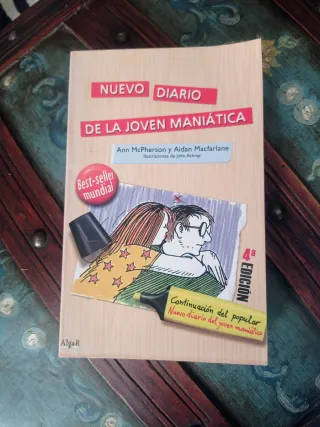 NUEVO DIARIO
DE LA JOVEN MANIÁTICA
Ann McPherson y Aidan Macfarlane
Ilustraciones de John Astrop
Best-seller
mundial
4ª EDICIÓN
Continuación del popular
Nuevo diario del joven maniático
AlgaR